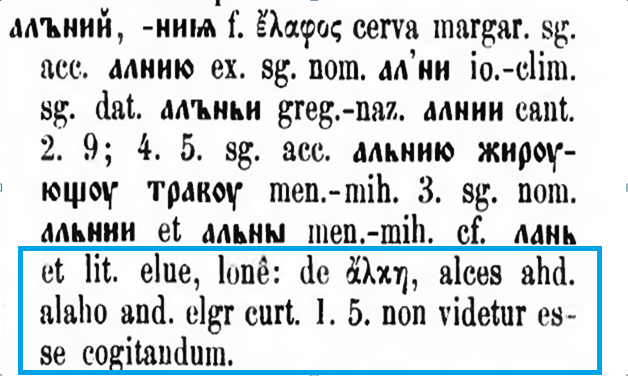 алъний, -ниꙗ f. ἔλαφος cerva margar. sg.
acc. алнию ex. sg. nom. ал'ни io.-clim.
sg. dat. алъньи greg.-naz. алнии cant.
2. 9; 4. 5. sg. acc. альнию жироу-
ющоу тракоу men.-mih. 3. sg. nom.
альнии et альны men.-mih. cf. лань
et lit. elue, lonê: de ἄλκη, alces ahd.
alaho and. elgr curt. 1. 5. non videtur es-
se cogitandum.